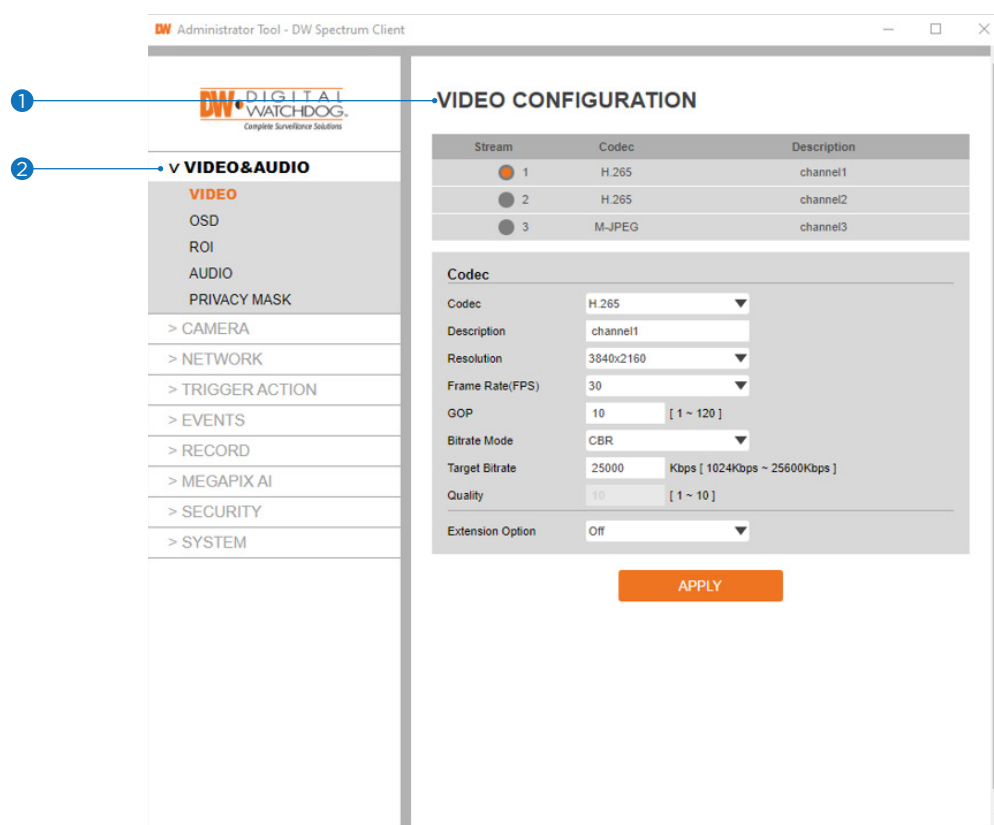 DW Administrator Tool - DW Spectrum Client
1
2
DW DIGITAL
WATCHDOG.
Complete Surveillance Solutions
v VIDEO&AUDIO
VIDEO
OSD
ROI
AUDIO
PRIVACY MASK
> CAMERA
> NETWORK
> TRIGGER ACTION
> EVENTS
> RECORD
> MEGAPIX AI
> SECURITY
> SYSTEM
VIDEO CONFIGURATION
Stream Codec Description
1 H.265 channel1
2 H.265 channel2
3 M-JPEG channel3
Codec
Codec H.265
Description channel1
Resolution 3840x2160
Frame Rate(FPS) 30
GOP 10 [ 1 ~ 120 ]
Bitrate Mode CBR
Target Bitrate 25000 Kbps [ 1024Kbps ~ 25600Kbps ]
Quality 10 [ 1 ~ 10 ]
Extension Option Off
APPLY